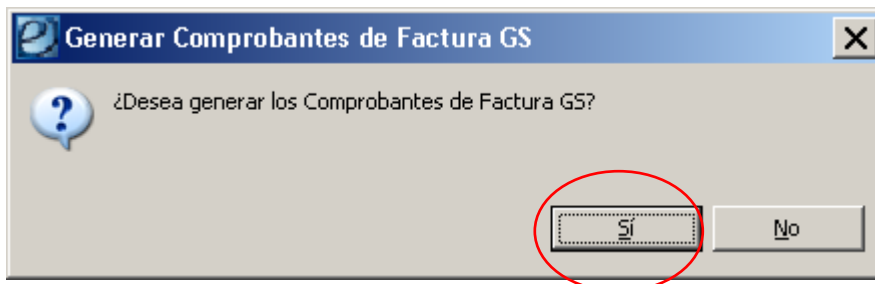 Generar Comprobantes de Factura GS
¿Desea generar los Comprobantes de Factura GS?
Sí
No